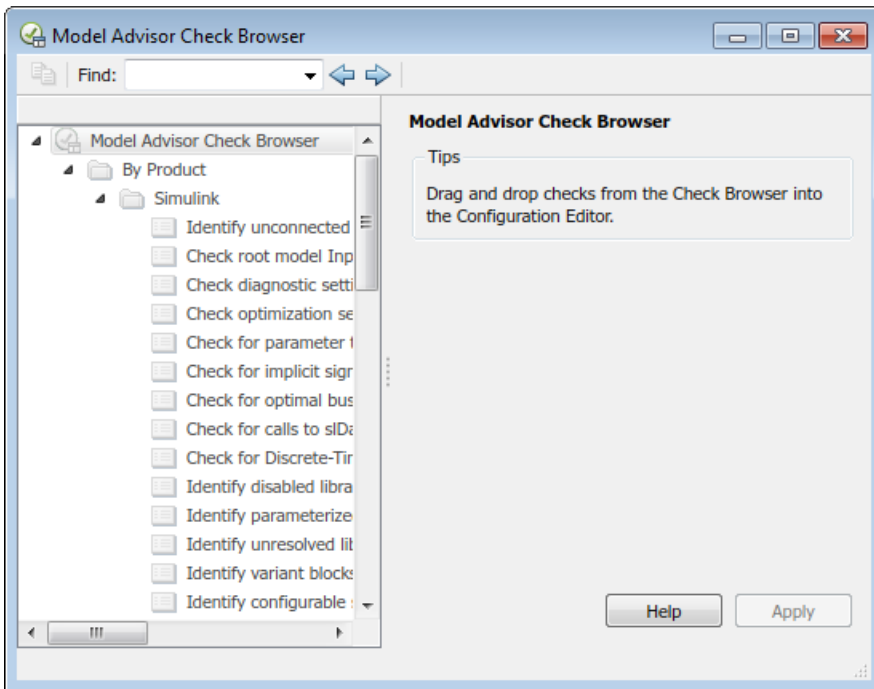 Model Advisor Check Browser
Find:
Model Advisor Check Browser
By Product
Simulink
Identify unconnected
Check root model Inp
Check diagnostic setti
Check optimization se
Check for parameter t
Check for implicit sigr
Check for optimal bus
Check for calls to slDa
Check for Discrete-Tir
Identify disabled libra
Identify parameterize
Identify unresolved lib
Identify variant blocks
Identify configurable s
Model Advisor Check Browser
Tips
Drag and drop checks from the Check Browser into
the Configuration Editor.
Help
Apply